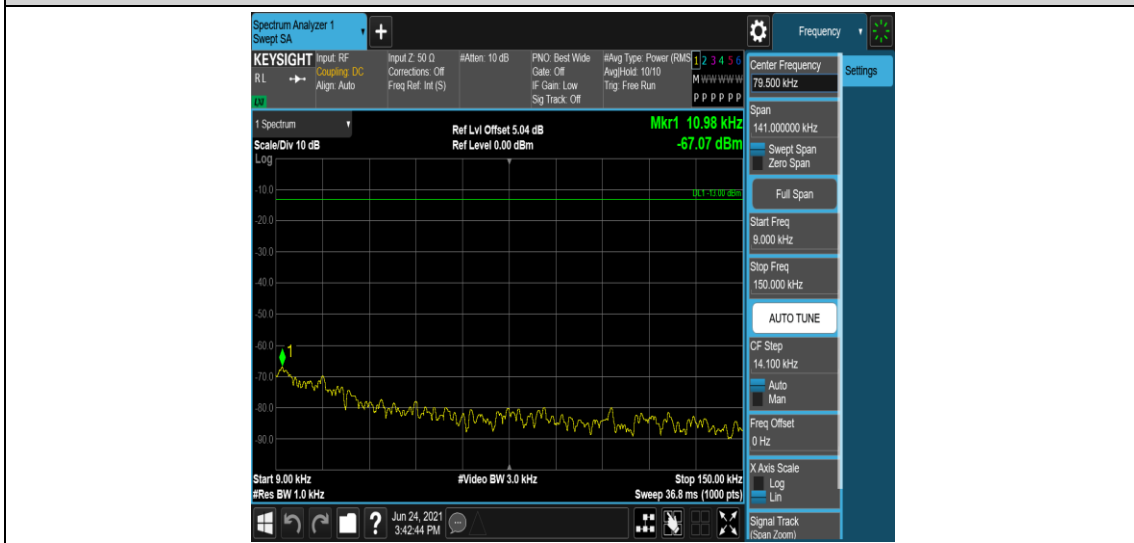 Spectrum Analyzer 1
Swept SA
+
Frequency
KEYSIGHT
RL
Input: RF
Coupling: DC
Align: Auto
Input Z: 50 Ω
Corrections: Off
Freq Ref: Int (S)
#Atten: 10 dB
PNO: Best Wide
Gate: Off
IF Gain: Low
Sig Track: Off
#Avg Type: Power (RMS
Avg|Hold: 10/10
Trig: Free Run
1 2 3 4 5 6
M W W W W W
P P P P P P
1 Spectrum
Scale/Div 10 dB
Ref Lvl Offset 5.04 dB
Ref Level 0.00 dBm
Mkr1 10.98 kHz
-67.07 dBm
Log
DL1 -13.00 dBm
-10.0
-20.0
-30.0
-40.0
-50.0
-60.0
-70.0
-80.0
-90.0
1
Start 9.00 kHz
#Res BW 1.0 kHz
#Video BW 3.0 kHz
Stop 150.00 kHz
Sweep 36.8 ms (1000 pts)
?
Jun 24, 2021
3:42:44 PM
Center Frequency
79.500 kHz
Settings
Span
141.000000 kHz
Swept Span
Zero Span
Full Span
Start Freq
9.000 kHz
Stop Freq
150.000 kHz
AUTO TUNE
CF Step
14.100 kHz
Auto
Man
Freq Offset
0 Hz
X Axis Scale
Log
Lin
Signal Track
(Span Zoom)